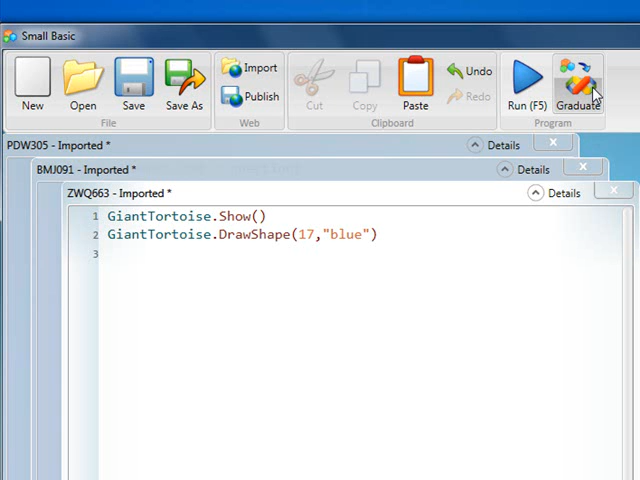 Small Basic
New Open Save Save As Import Publish Cut Copy Paste Undo Redo Run (F5) Graduate
File Web Clipboard Program
PDW305 - Imported * Details
BMJ091 - Imported * Details
ZWQ663 - Imported * Details
1 GiantTortoise.Show()
2 GiantTortoise.DrawShape(17,"blue")
3